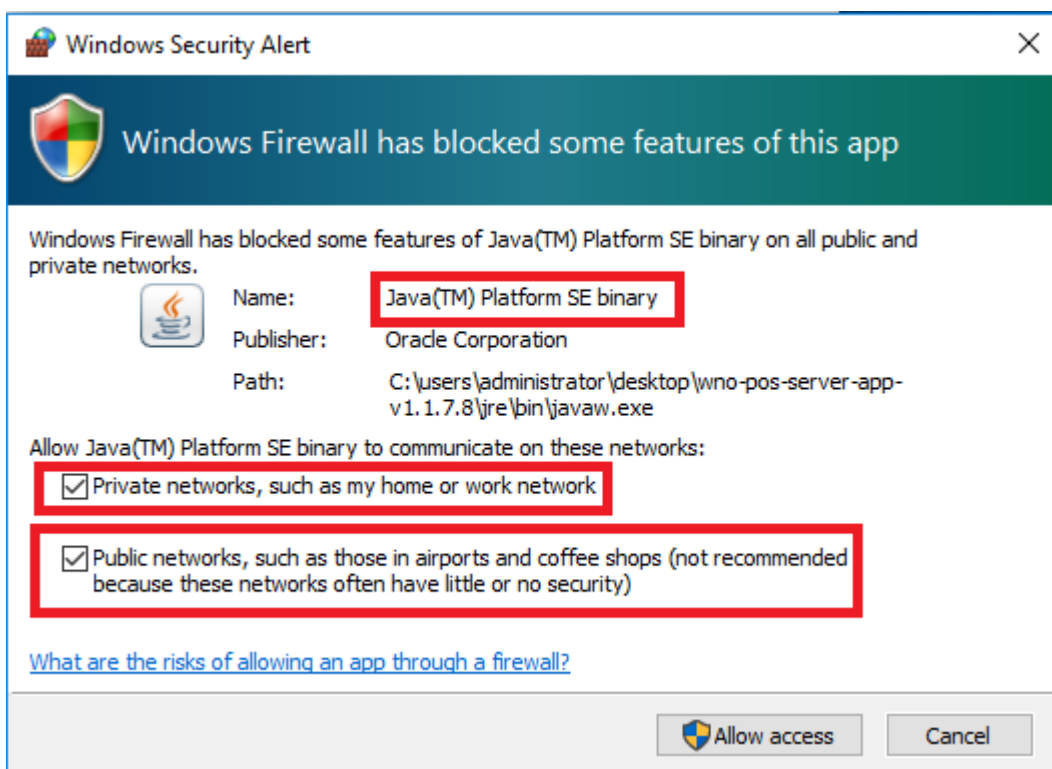 Windows Security Alert
Windows Firewall has blocked some features of this app
Windows Firewall has blocked some features of Java(TM) Platform SE binary on all public and
private networks.
Name: Java(TM) Platform SE binary
Publisher: Oracle Corporation
Path: C:\users\administrator\desktop\wno-pos-server-app-
v1.1.7.8\jre\bin\javaw.exe
Allow Java(TM) Platform SE binary to communicate on these networks:
Private networks, such as my home or work network
Public networks, such as those in airports and coffee shops (not recommended
because these networks often have little or no security)
What are the risks of allowing an app through a firewall?
Allow access Cancel